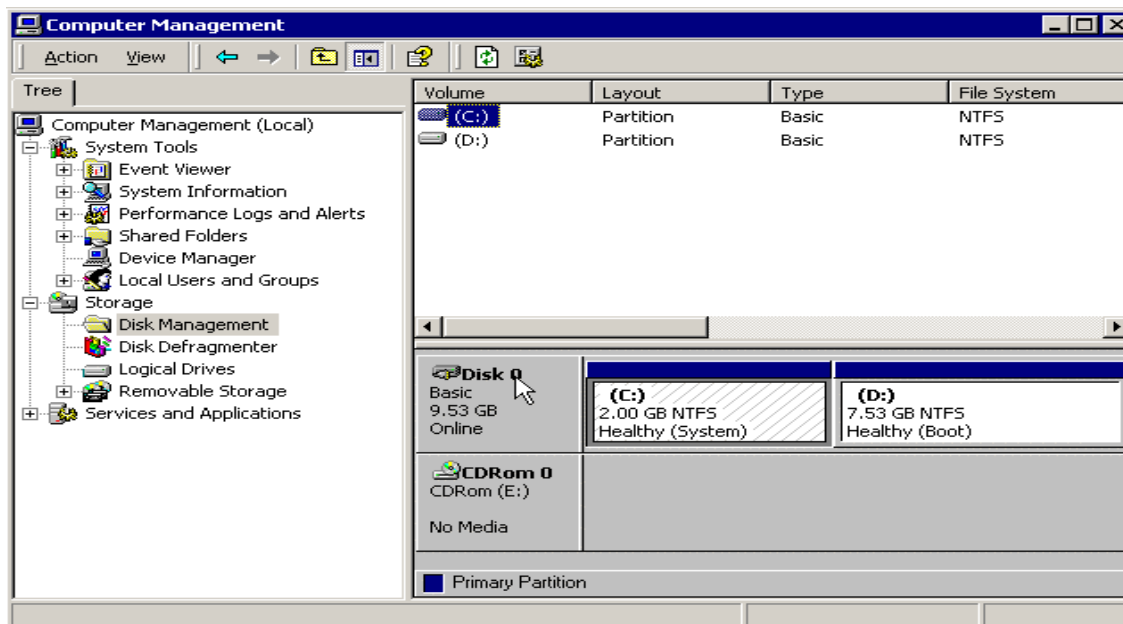 Computer Management
Action View
Tree
Computer Management (Local)
System Tools
Event Viewer
System Information
Performance Logs and Alerts
Shared Folders
Device Manager
Local Users and Groups
Storage
Disk Management
Disk Defragmenter
Logical Drives
Removable Storage
Services and Applications
Volume Layout Type File System
(C:) Partition Basic NTFS
(D:) Partition Basic NTFS
Disk 0
Basic
9.53 GB
Online
(C:)
2.00 GB NTFS
Healthy (System)
(D:)
7.53 GB NTFS
Healthy (Boot)
CDRom 0
CDRom (E:)
No Media
Primary Partition